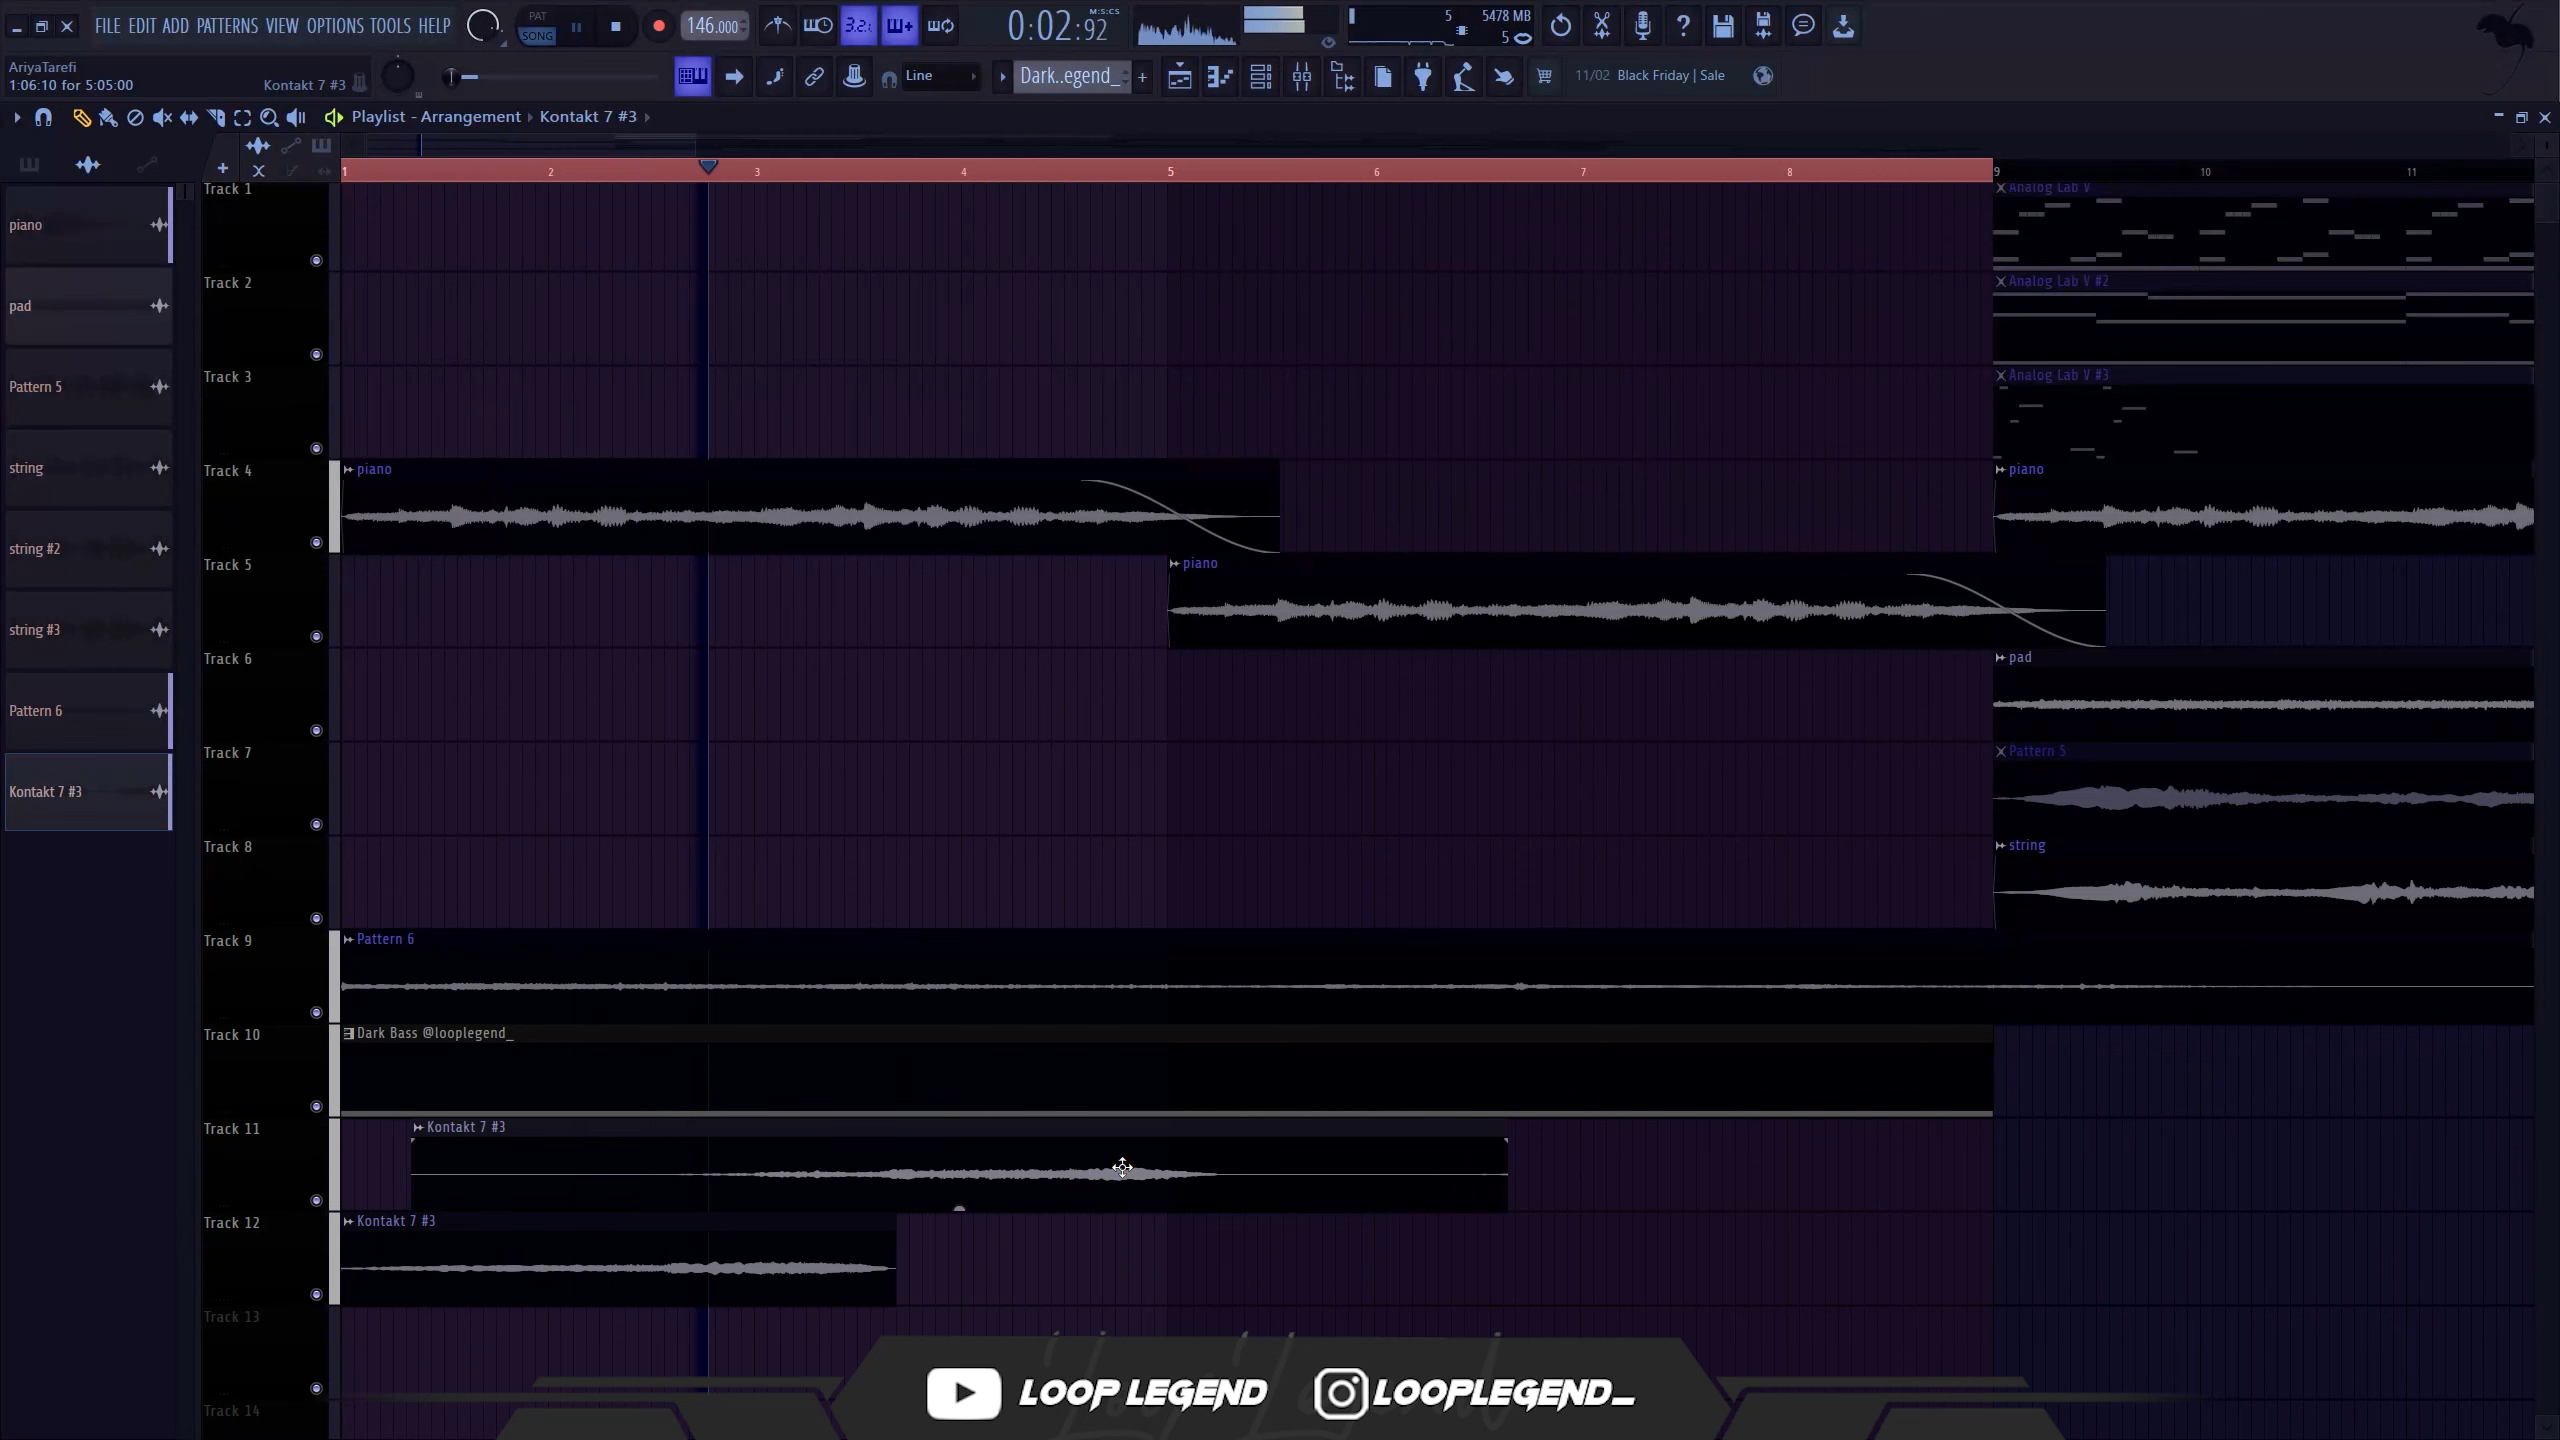 FILE EDIT ADD PATTERNS VIEW OPTIONS TOOLS HELP
PAT
SONG
3.2.1
146.000
0:02:92
M:S:CS
5
5478 MB
5
AriyaTarefi
1:06:10 for 5:05:00
Kontakt 7 #3
Line
Dark..egend_
11/02 Black Friday | Sale
Playlist - Arrangement
Kontakt 7 #3
1 2 3 4 5 6 7 8 9 10 11
piano
pad
Pattern 5
string
string #2
string #3
Pattern 6
Kontakt 7 #3
Track 1
Analog Lab V
Track 2
Analog Lab V #2
Track 3
Analog Lab V #3
Track 4
piano
piano
Track 5
piano
Track 6
pad
Track 7
Pattern 5
Track 8
string
Track 9
Pattern 6
Track 10
Dark Bass @looplegend_
Track 11
Kontakt 7 #3
Track 12
Kontakt 7 #3
Track 13
Track 14
LOOP LEGEND
LOOPLEGEND_